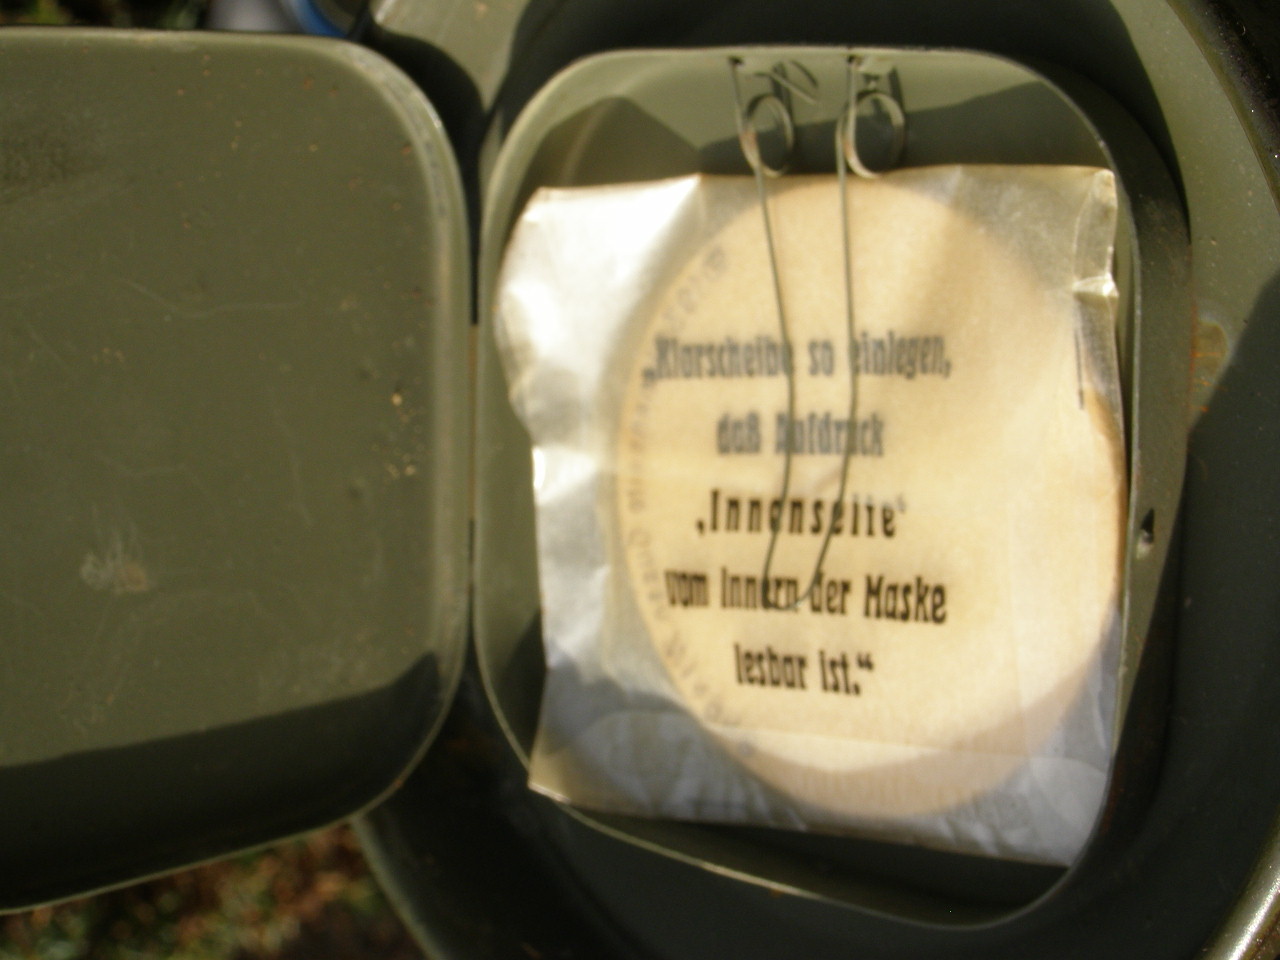 „Klarscheibe so einlegen,
daß Aufdruck
‚Innenseite‘
vom Innern der Maske
lesbar ist.“